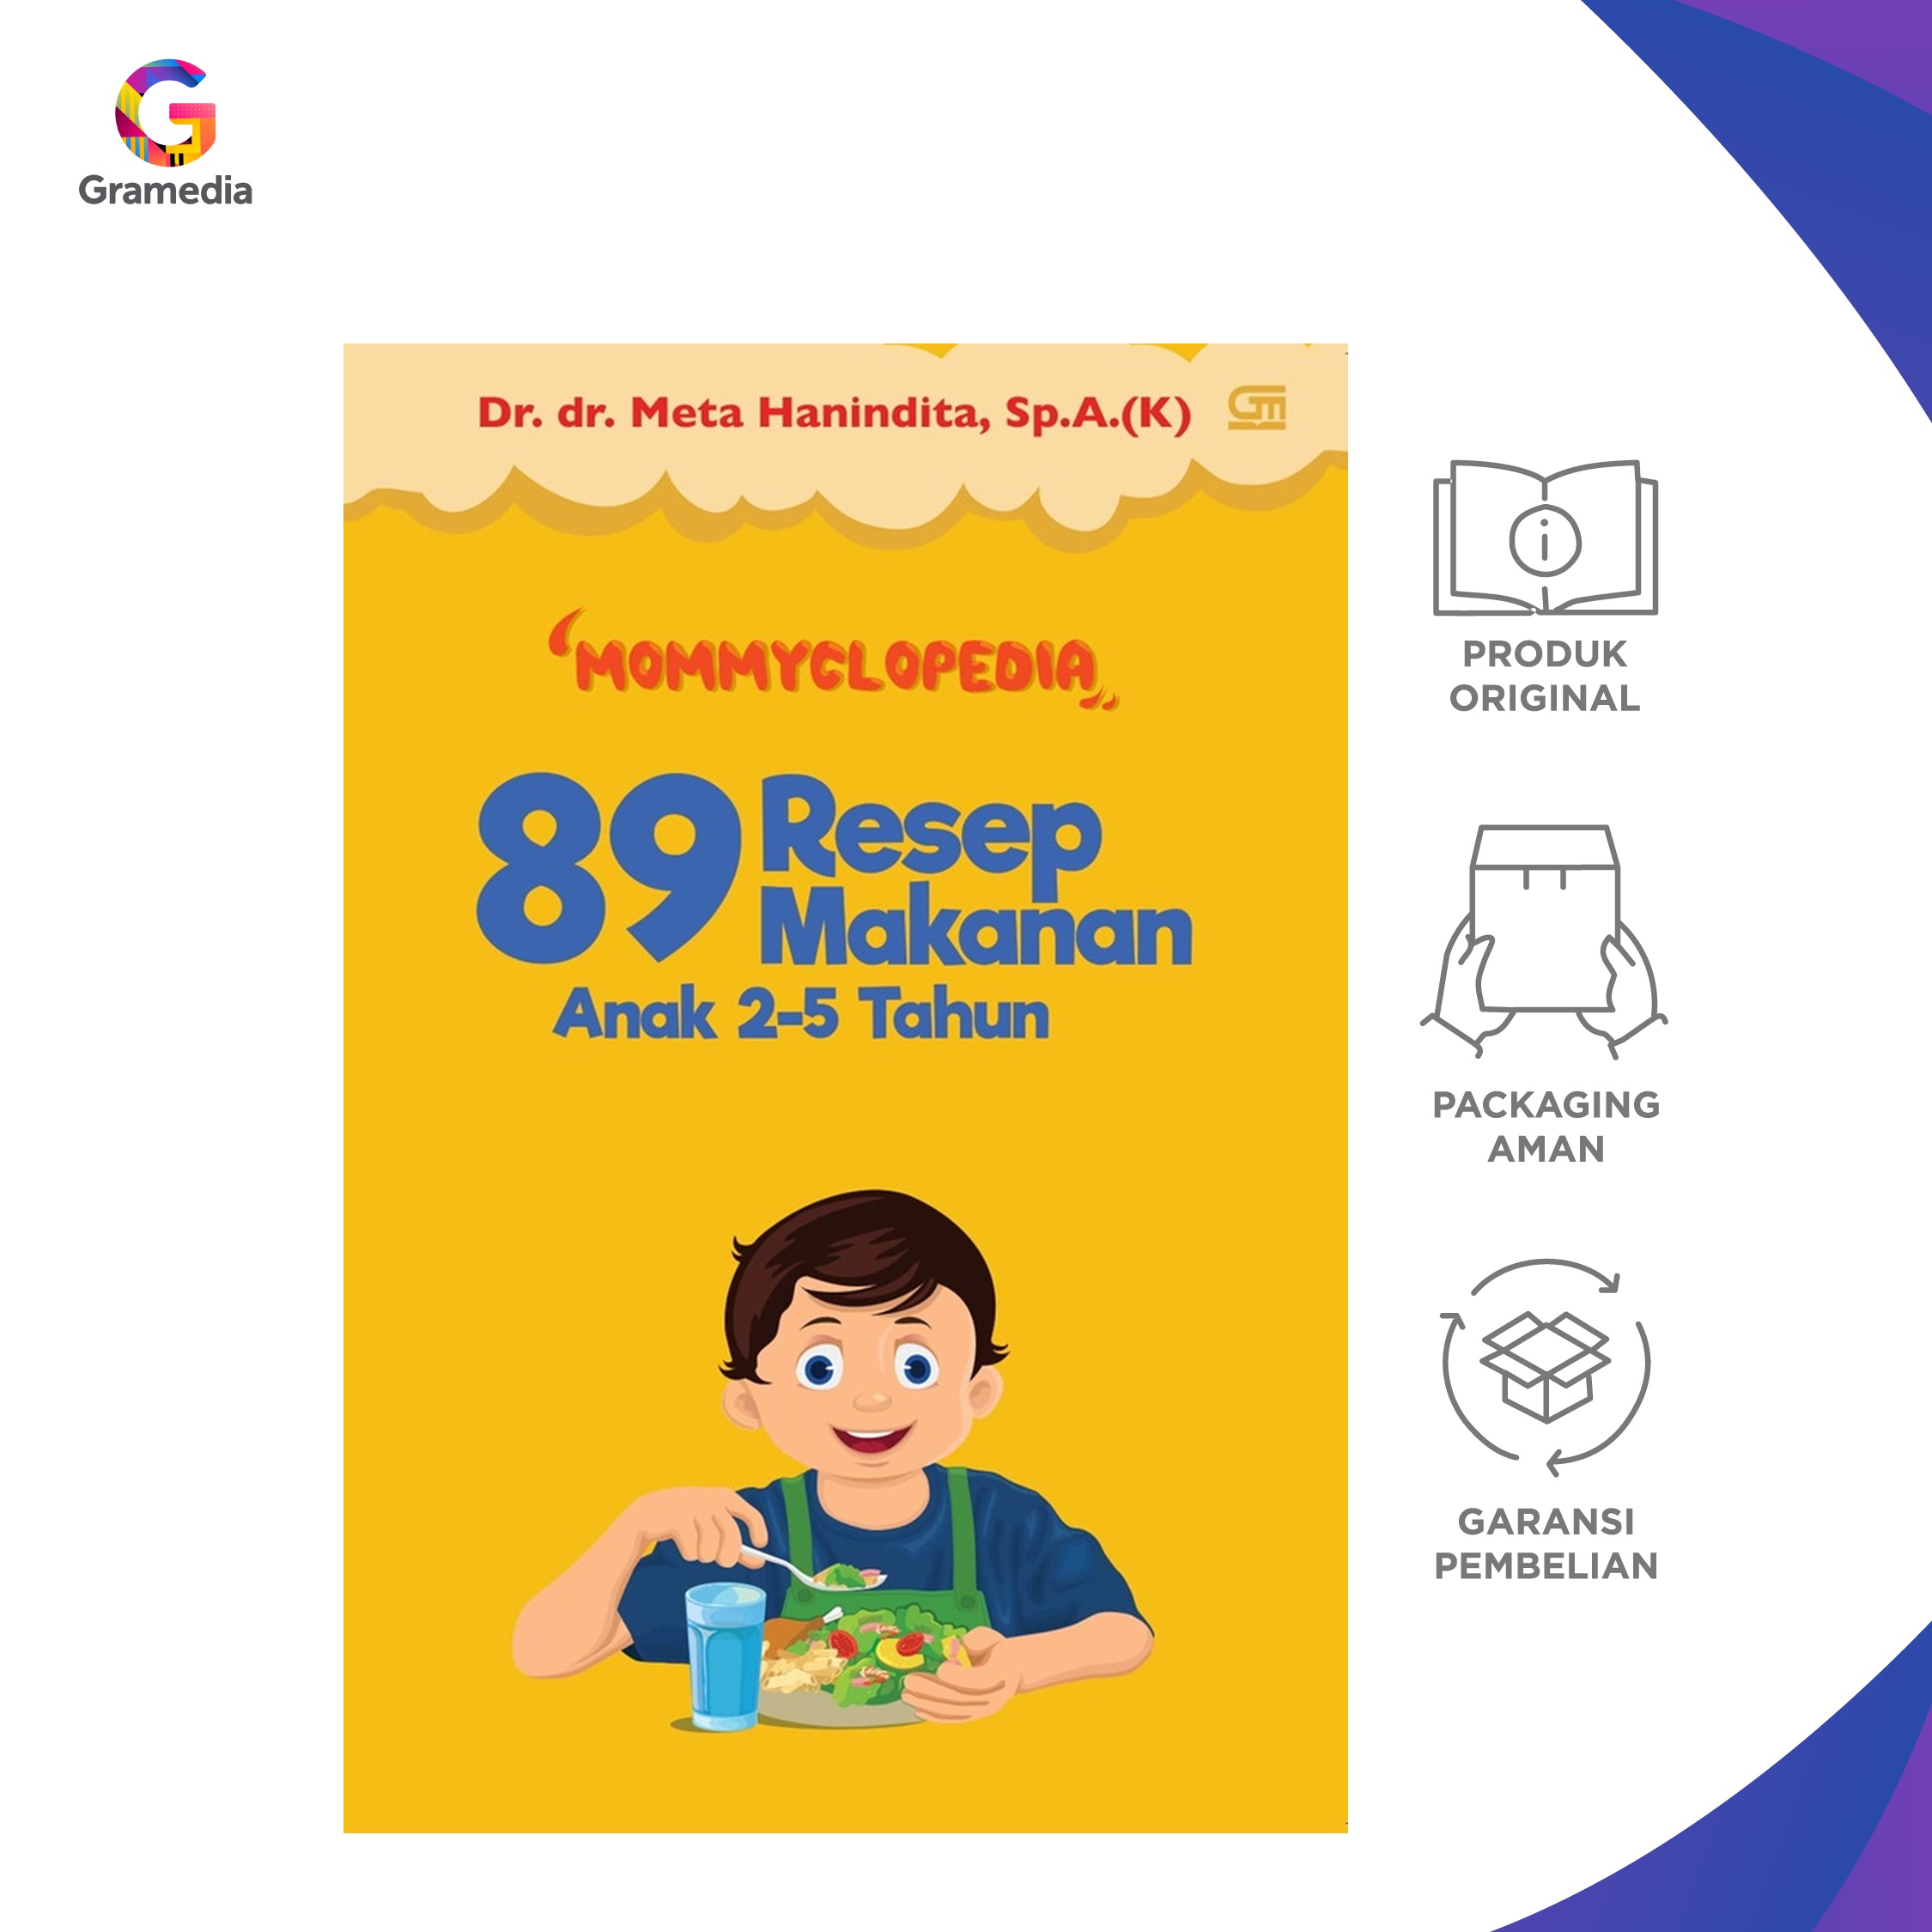 Gramedia
Dr. dr. Meta Hanindita, Sp.A.(K)
GM
MOMMYCLOPEDIA
89 Resep
Makanan
Anak 2-5 Tahun
PRODUK
ORIGINAL
PACKAGING
AMAN
GARANSI
PEMBELIAN